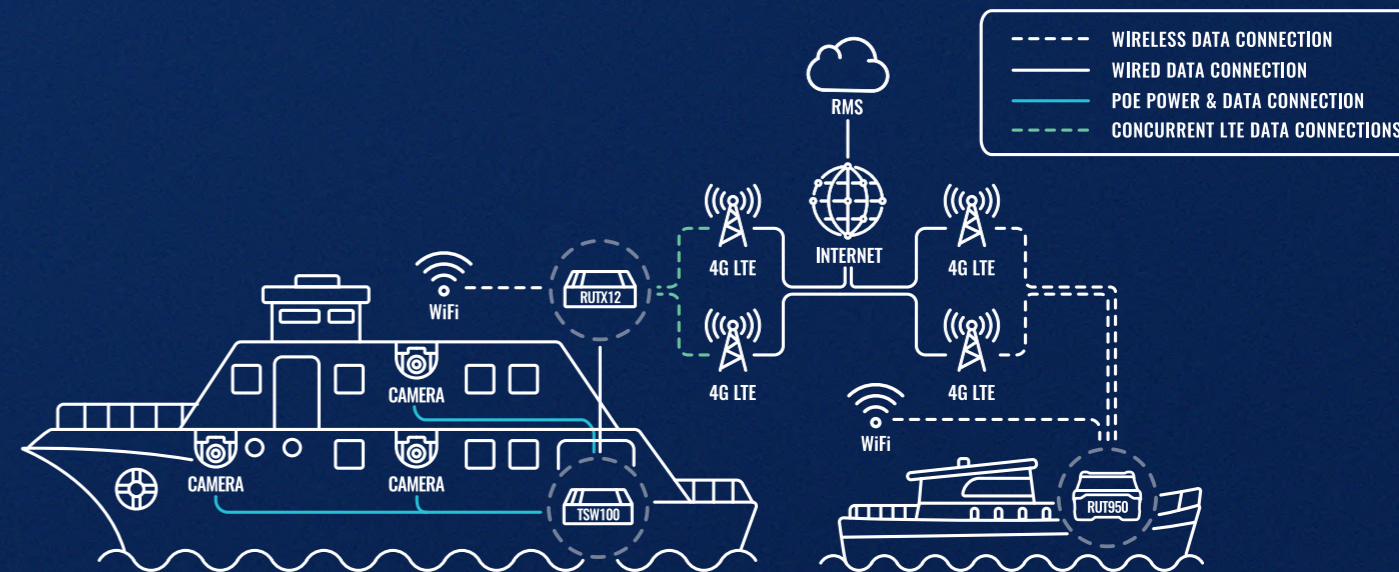 WIRELESS DATA CONNECTION
WIRED DATA CONNECTION
POE POWER & DATA CONNECTION
CONCURRENT LTE DATA CONNECTIONS
RMS
INTERNET
4G LTE
4G LTE
RUTX12
WiFi
4G LTE
4G LTE
CAMERA
WiFi
CAMERA
CAMERA
TSW100
RUT950